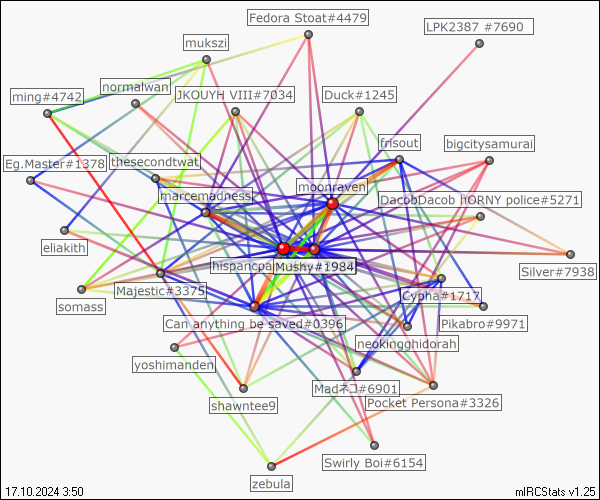 Fedora Stoat#4479
LPK2387 #7690
mukszi
normalwan
JKOUYH VIII#7034
Duck#1245
ming#4742
frisout
bigcitysamurai
Eg.Master#1378
thesecondtwat
moonraven
marcemadness
DacobDacob hORNY police#5271
eliakith
hispancpa
Mushy#1984
Silver#7938
somass
Majestic#3375
Cypha#1717
Can anything be saved#0396
Pikabro#9971
neokingghidorah
yoshimanden
Madネコ#6901
shawntee9
Pocket Persona#3326
Swirly Boi#6154
zebula
17.10.2024 3:50
mIRCStats v1.25